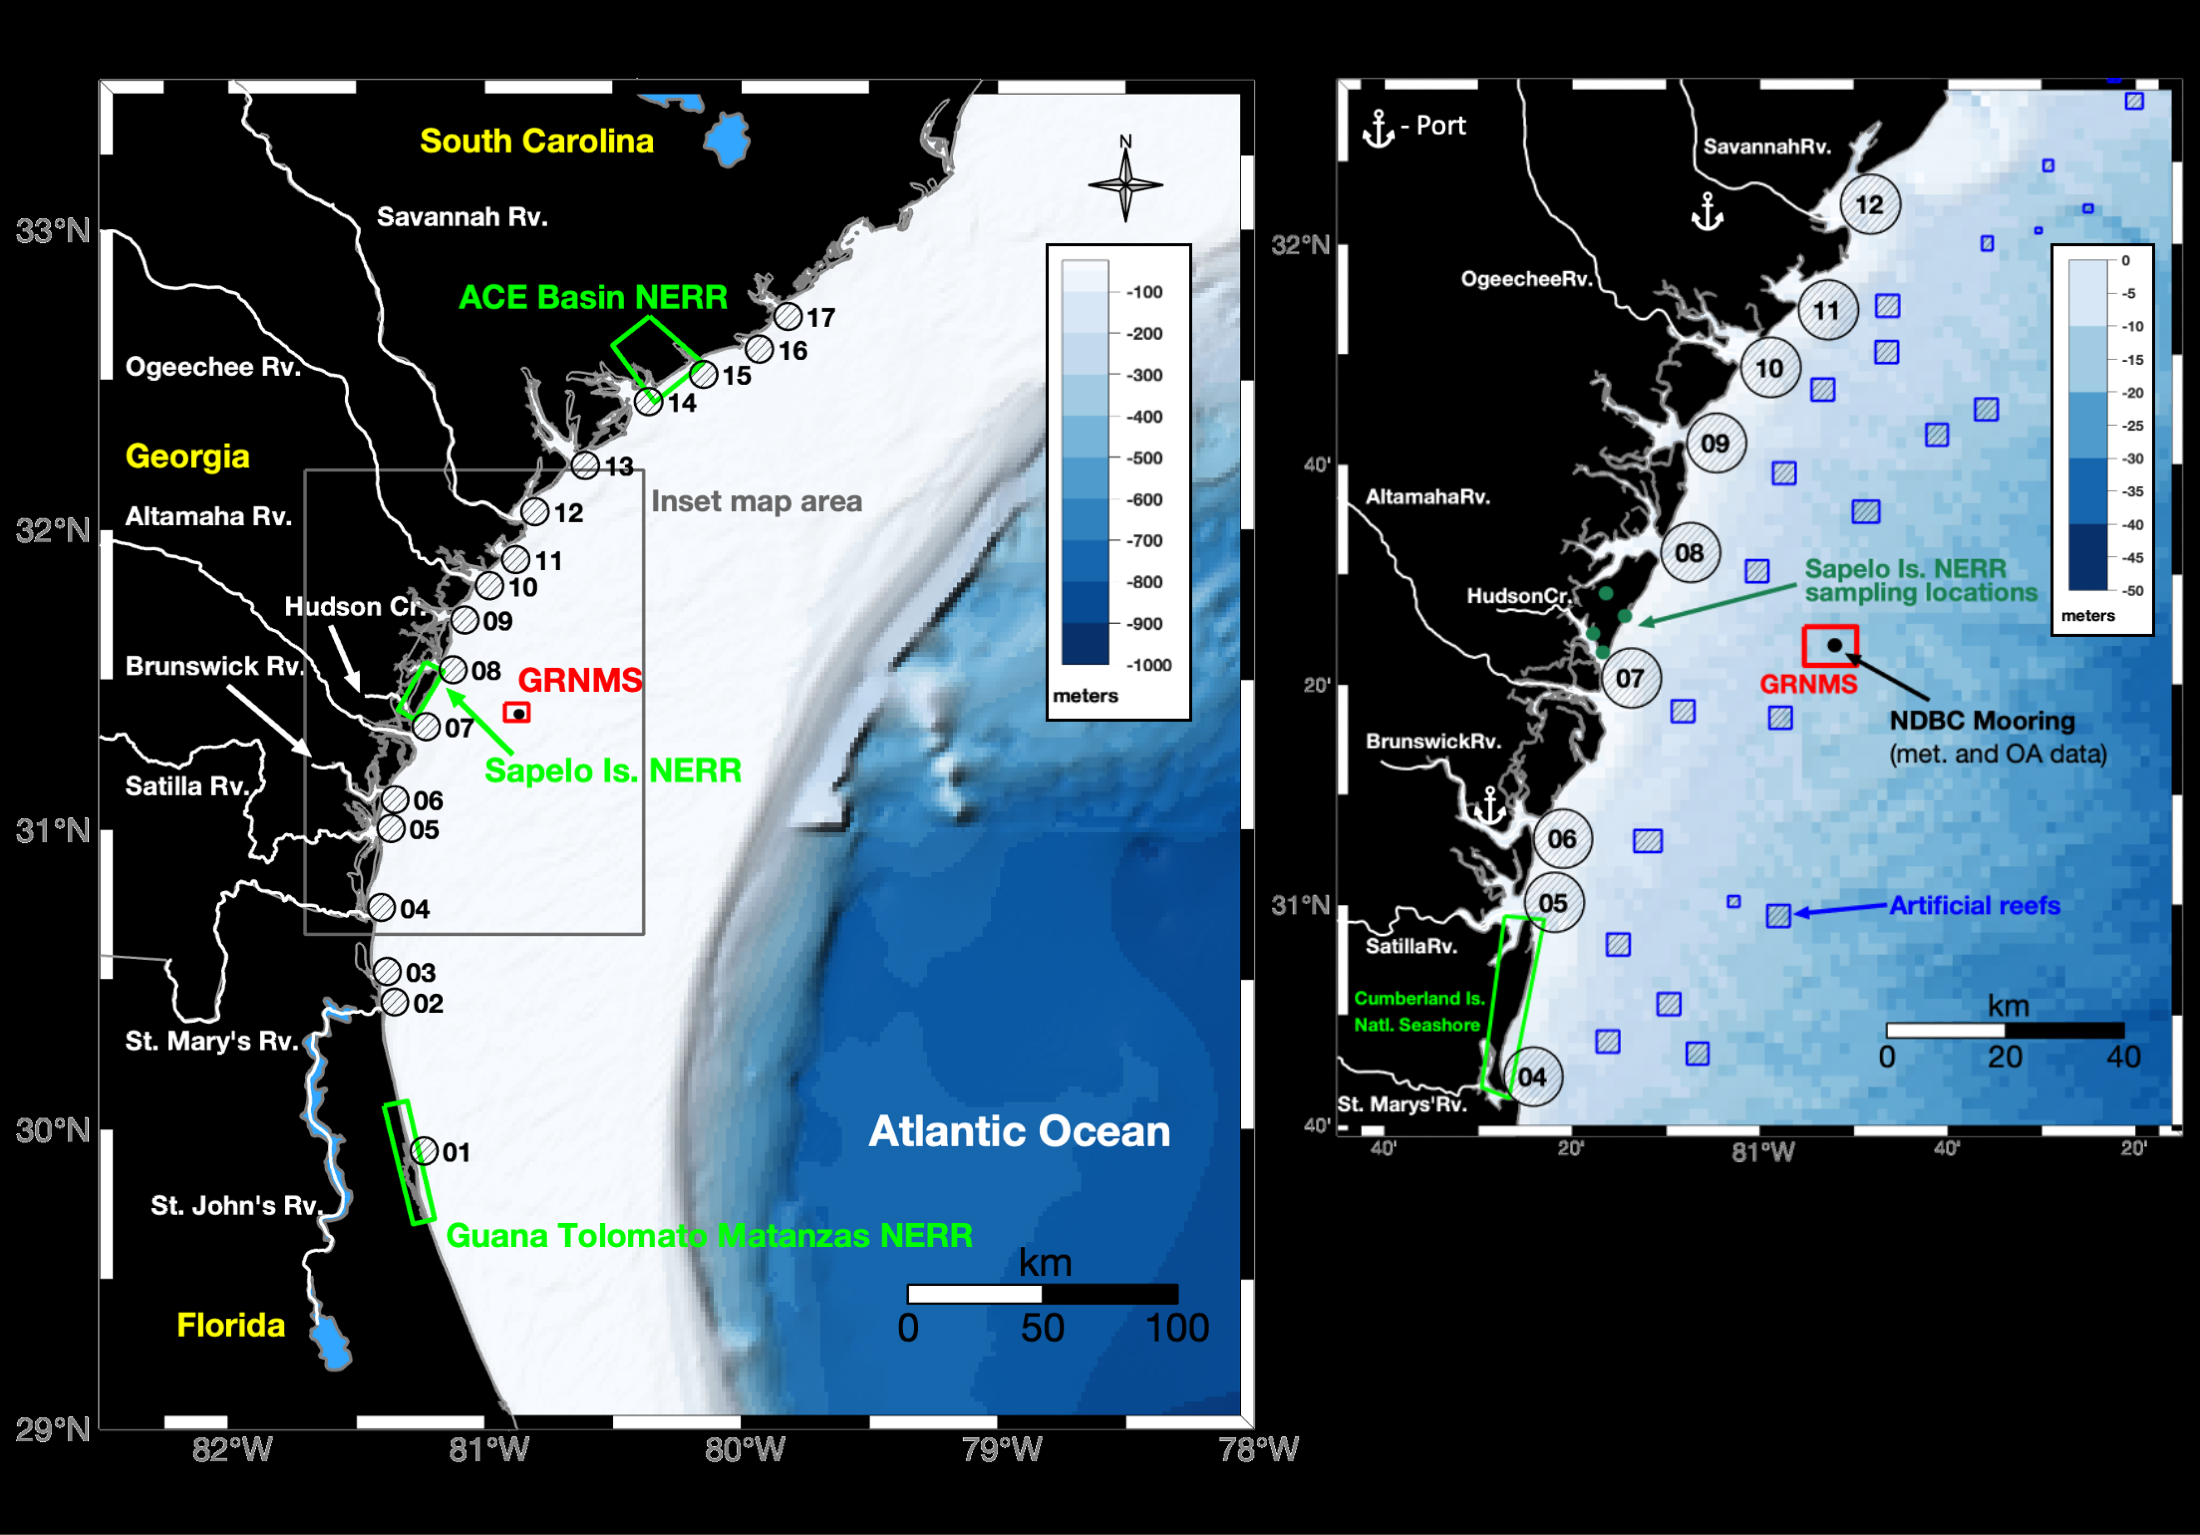 South Carolina
N
Savannah Rv.
33°N
ACE Basin NERR
-100
-200
-300
-400
-500
-600
-700
-800
-900
-1000
meters
17
16
15
14
13
Ogeechee Rv.
Georgia
Inset map area
Altamaha Rv.
32°N
12
11
10
09
Hudson Cr.
Brunswick Rv.
08
GRNMS
07
Sapelo Is. NERR
Satilla Rv.
06
05
31°N
04
03
02
St. Mary's Rv.
30°N
01
Atlantic Ocean
St. John's Rv.
Guana Tolomato Matanzas NERR
km
0 50 100
Florida
29°N
82°W 81°W 80°W 79°W 78°W
- Port
SavannahRv.
12
32°N
OgeecheeRv.
11
10
0
-5
-10
-15
-20
-25
-30
-35
-40
-45
-50
meters
09
40'
AltamahaRv.
08
Sapelo Is. NERR
sampling locations
HudsonCr.
07
20'
GRNMS
NDBC Mooring
(met. and OA data)
BrunswickRv.
06
05
31°N
Artificial reefs
SatillaRv.
Cumberland Is.
Natl. Seashore
km
0 20 40
04
St. Marys'Rv.
40'
40' 20' 81°W 40' 20'